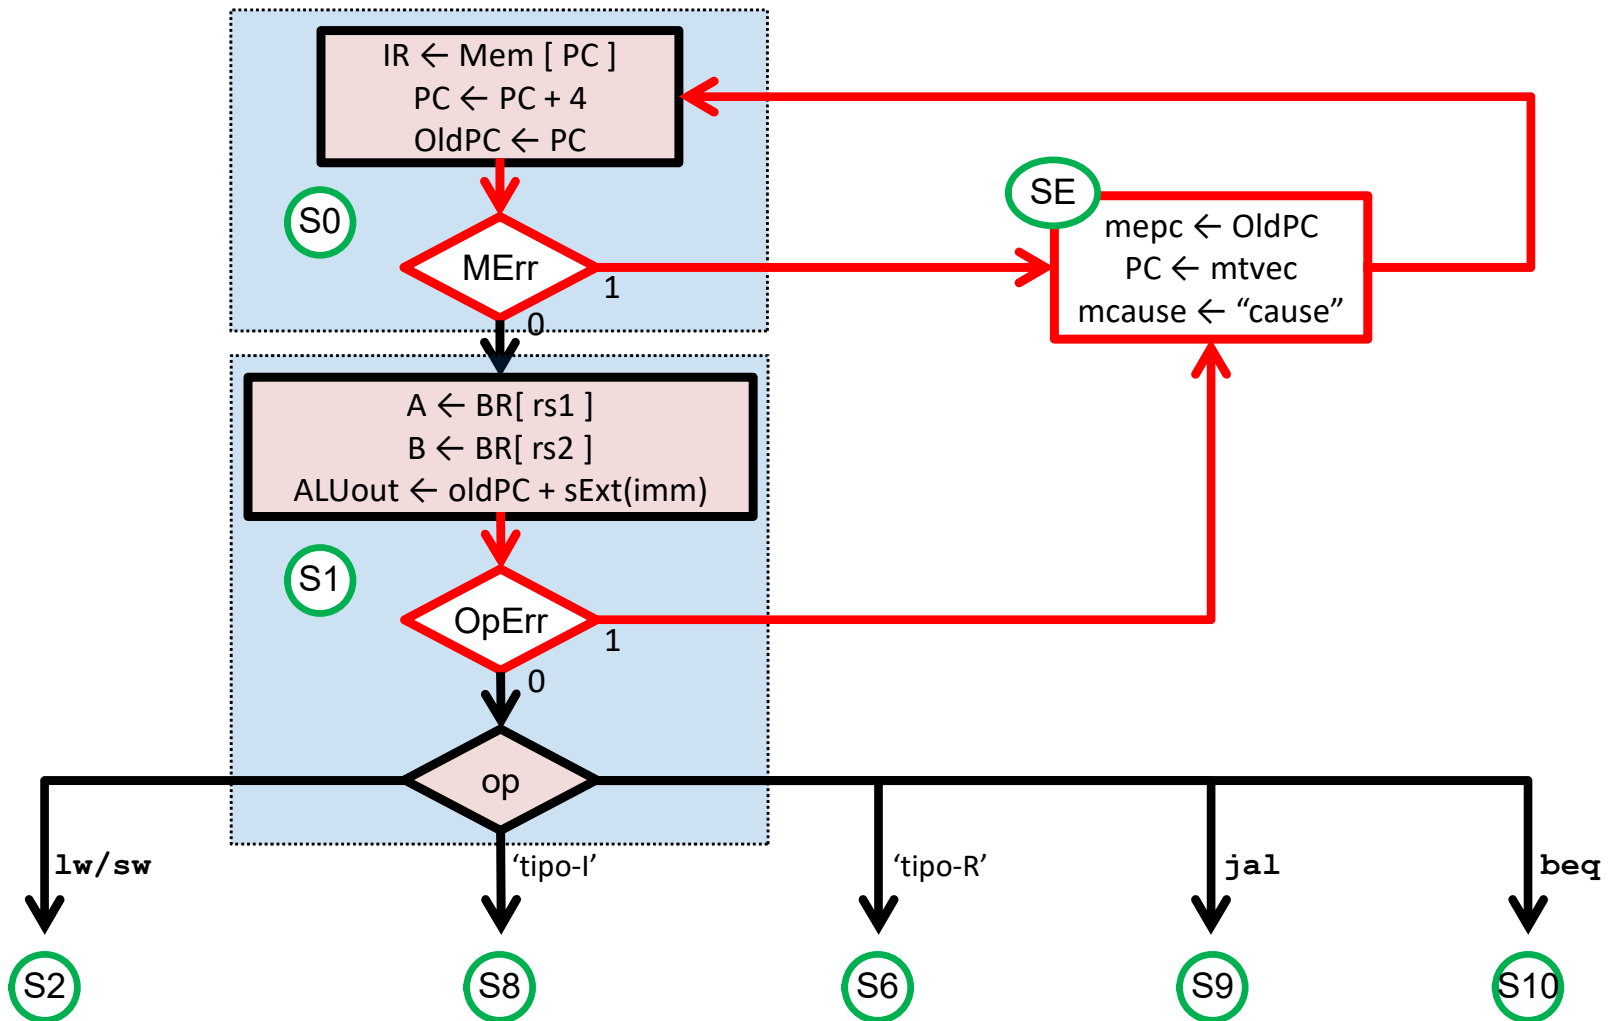 IR ← Mem [ PC ]
PC ← PC + 4
OldPC ← PC
S0
MErr
1
0
SE
mepc ← OldPC
PC ← mtvec
mcause ← “cause”
A ← BR[ rs1 ]
B ← BR[ rs2 ]
ALUout ← oldPC + sExt(imm)
S1
OpErr
1
0
op
lw/sw
‘tipo-I’
‘tipo-R’
jal
beq
S2
S8
S6
S9
S10